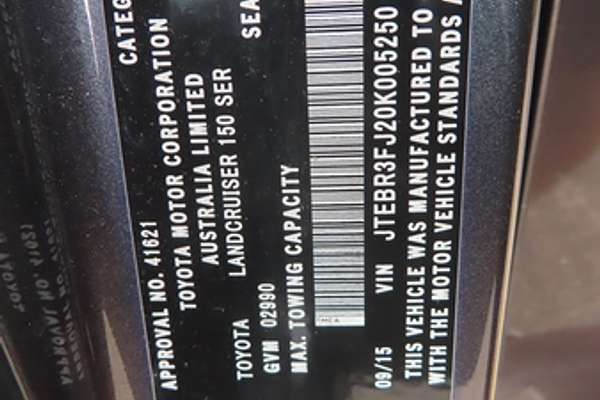 CATEG
APPROVAL NO. 41621
TOYOTA MOTOR CORPORATION
AUSTRALIA LIMITED
TOYOTA LANDCRUISER 150 SER
GVM 02990 SEA
MAX. TOWING CAPACITY
TMCA
09/15 VIN JTEBR3FJ20K005250
THIS VEHICLE WAS MANUFACTURED TO
WITH THE MOTOR VEHICLE STANDARDS A